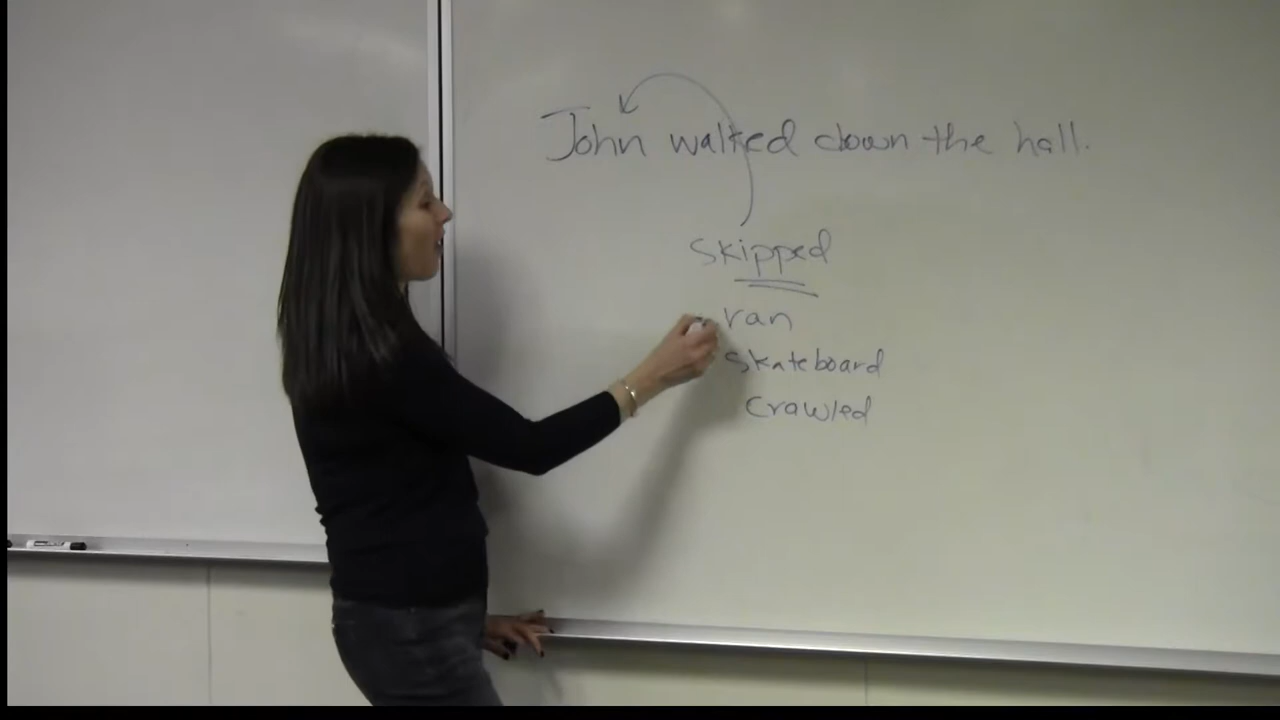 John walked down the hall.
skipped
ran
skateboard
crawled